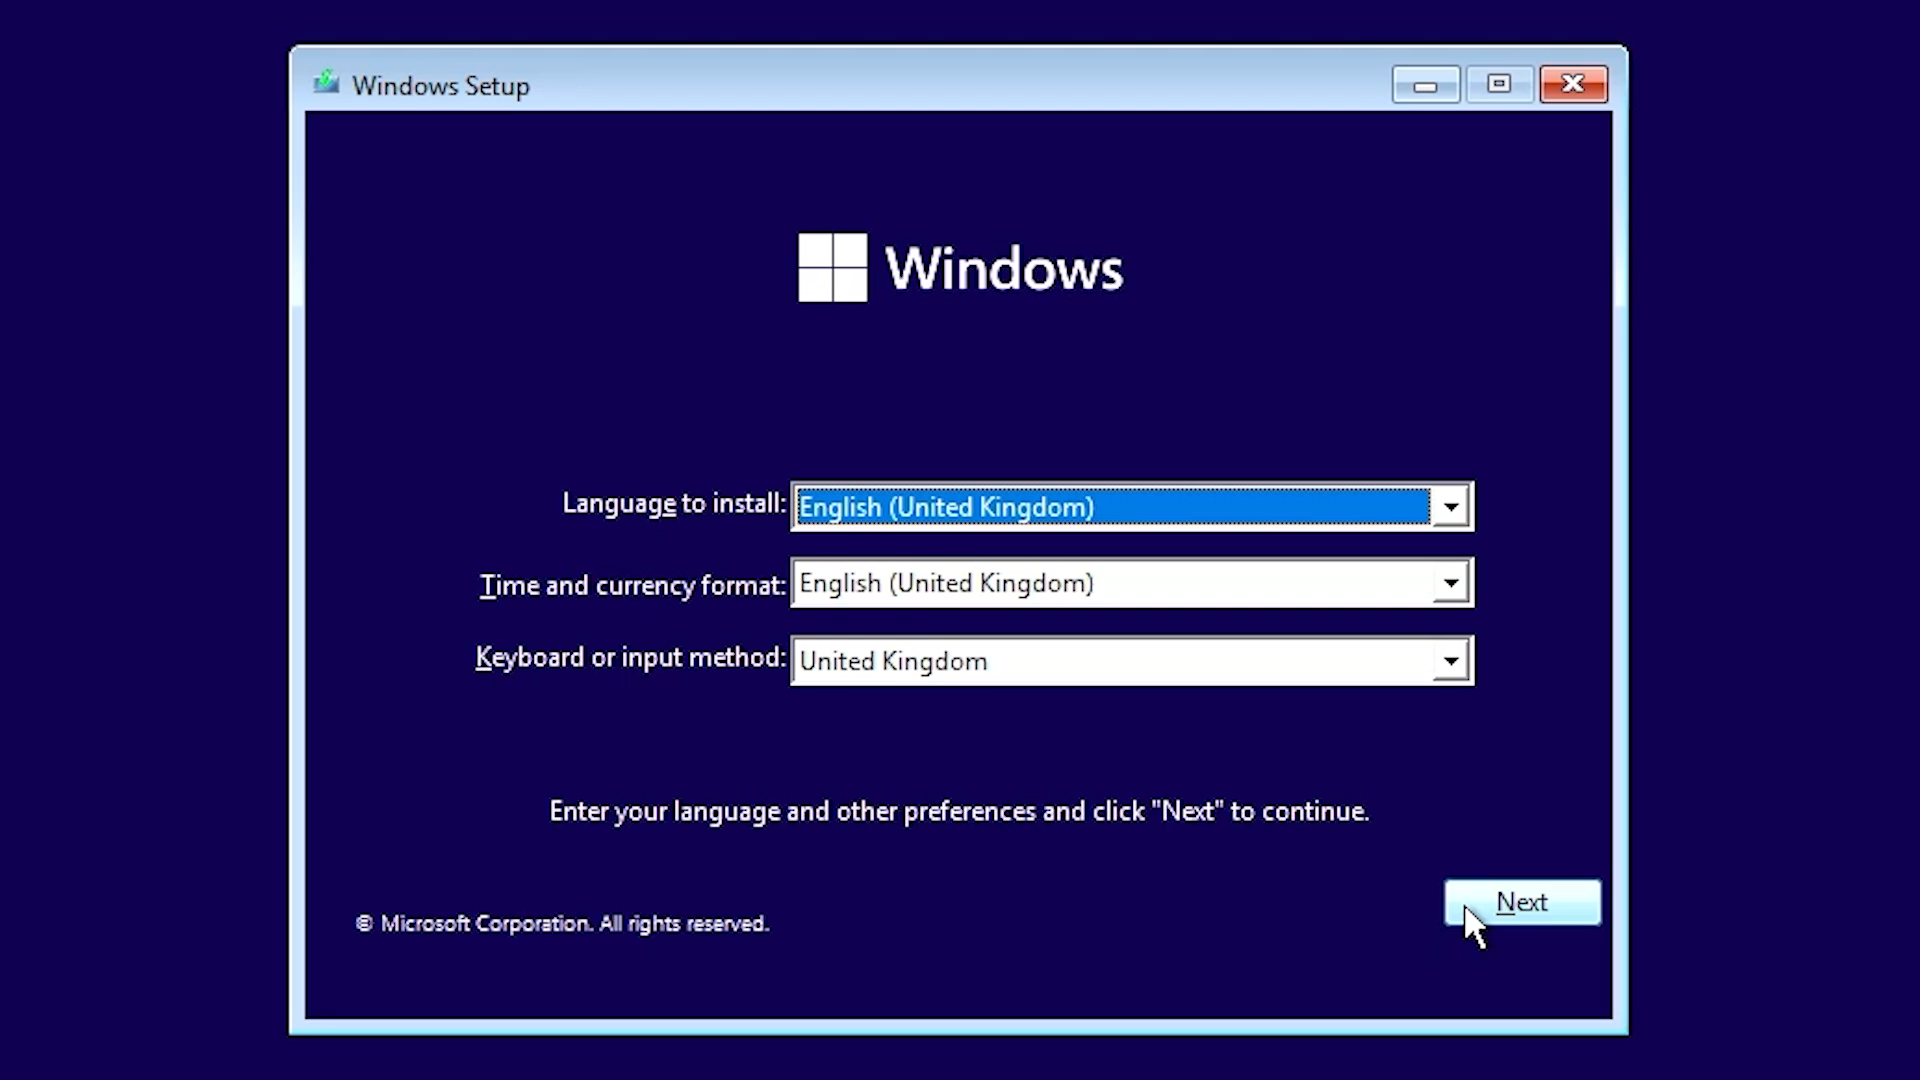 Windows Setup
Windows
Language to install: English (United Kingdom)
Time and currency format: English (United Kingdom)
Keyboard or input method: United Kingdom
Enter your language and other preferences and click "Next" to continue.
Next
© Microsoft Corporation. All rights reserved.